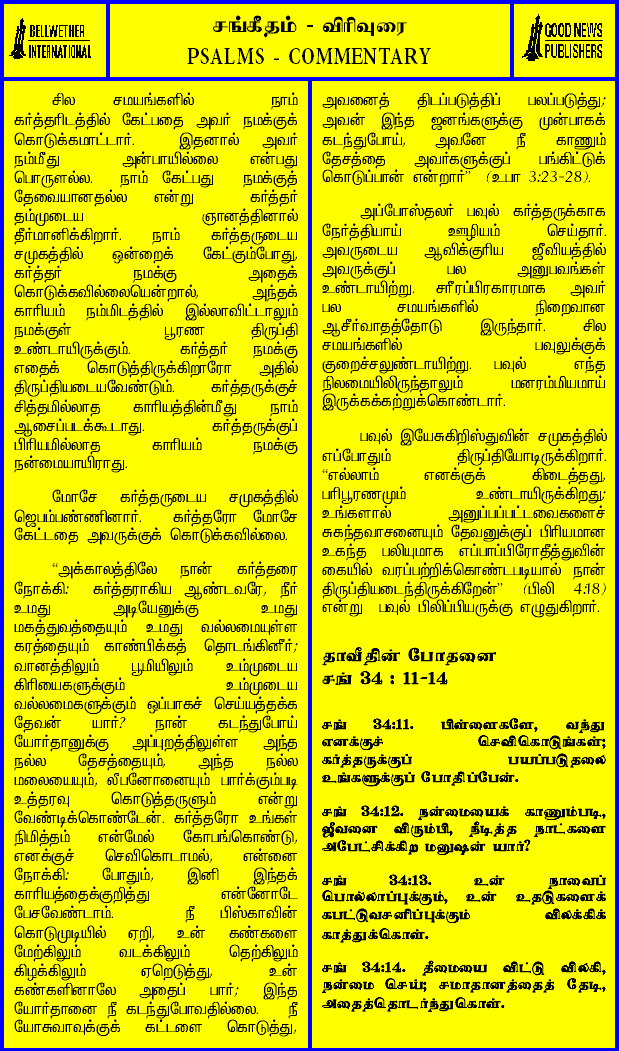 BELLWETHER
INTERNATIONAL
சங்கீதம் - விரிவுரை
PSALMS - COMMENTARY
GOOD NEWS
PUBLISHERS
சில சமயங்களில் நாம்
கர்த்தரிடத்தில் கேட்பதை அவர் நமக்குக்
கொடுக்கமாட்டார். இதனால் அவர்
நம்மீது அன்பாயில்லை என்பது
பொருளல்ல. நாம் கேட்பது நமக்குத்
தேவையானதல்ல என்று கர்த்தர்
தம்முடைய ஞானத்தினால்
தீர்மானிக்கிறார். நாம் கர்த்தருடைய
சமுகத்தில் ஒன்றைக் கேட்கும்போது,
கர்த்தர் நமக்கு அதைக்
கொடுக்கவில்லையென்றால், அந்தக்
காரியம் நம்மிடத்தில் இல்லாவிட்டாலும்
நமக்குள் பூரண திருப்தி
உண்டாயிருக்கும். கர்த்தர் நமக்கு
எதைக் கொடுத்திருக்கிறாரோ அதில்
திருப்தியடையவேண்டும். கர்த்தருக்குச்
சித்தமில்லாத காரியத்தின்மீது நாம்
ஆசைப்படக்கூடாது. கர்த்தருக்குப்
பிரியமில்லாத காரியம் நமக்கு
நன்மையாயிராது.
மோசே கர்த்தருடைய சமுகத்தில்
ஜெபம்பண்ணினார். கர்த்தரோ மோசே
கேட்டதை அவருக்குக் கொடுக்கவில்லை.
“அக்காலத்திலே நான் கர்த்தரை
நோக்கி: கர்த்தராகிய ஆண்டவரே, நீர்
உமது அடியேனுக்கு உமது
மகத்துவத்தையும் உமது வல்லமையுள்ள
கரத்தையும் காண்பிக்கத் தொடங்கினீர்;
வானத்திலும் பூமியிலும் உம்முடைய
கிரியைகளுக்கும் உம்முடைய
வல்லமைகளுக்கும் ஒப்பாகச் செய்யத்தக்க
தேவன் யார்? நான் கடந்துபோய்
யோர்தானுக்கு அப்புறத்திலுள்ள அந்த
நல்ல தேசத்தையும், அந்த நல்ல
மலையையும், லீபனோனையும் பார்க்கும்படி
உத்தரவு கொடுத்தருளும் என்று
வேண்டிக்கொண்டேன். கர்த்தரோ உங்கள்
நிமித்தம் என்மேல் கோபங்கொண்டு,
எனக்குச் செவிகொடாமல், என்னை
நோக்கி: போதும், இனி இந்தக்
காரியத்தைக்குறித்து என்னோடே
பேசவேண்டாம். நீ பிஸ்காவின்
கொடுமுடியில் ஏறி, உன் கண்களை
மேற்கிலும் வடக்கிலும் தெற்கிலும்
கிழக்கிலும் ஏறெடுத்து, உன்
கண்களினாலே அதைப் பார்; இந்த
யோர்தானை நீ கடந்துபோவதில்லை. நீ
யோசுவாவுக்குக் கட்டளை கொடுத்து,
அவனைத் திடப்படுத்திப் பலப்படுத்து;
அவன் இந்த ஜனங்களுக்கு முன்பாகக்
கடந்துபோய், அவனே நீ காணும்
தேசத்தை அவர்களுக்குப் பங்கிட்டுக்
கொடுப்பான் என்றார்” (உபா 3:23-28).
அப்போஸ்தலர் பவுல் கர்த்தருக்காக
நேர்த்தியாய் ஊழியம் செய்தார்.
அவருடைய ஆவிக்குரிய ஜீவியத்தில்
அவருக்குப் பல அனுபவங்கள்
உண்டாயிற்று. சரீரப்பிரகாரமாக அவர்
பல சமயங்களில் நிறைவான
ஆசீர்வாதத்தோடு இருந்தார். சில
சமயங்களில் பவுலுக்குக்
குறைச்சலுண்டாயிற்று. பவுல் எந்த
நிலமையிலிருந்தாலும் மனரம்மியமாய்
இருக்கக்கற்றுக்கொண்டார்.
பவுல் இயேசுகிறிஸ்துவின் சமுகத்தில்
எப்போதும் திருப்தியோடிருக்கிறார்.
“எல்லாம் எனக்குக் கிடைத்தது,
பரிபூரணமும் உண்டாயிருக்கிறது;
உங்களால் அனுப்பப்பட்டவைகளைச்
சுகந்தவாசனையும் தேவனுக்குப் பிரியமான
உகந்த பலியுமாக எப்பாப்பிரோதீத்துவின்
கையில் வரப்பற்றிக்கொண்டபடியால் நான்
திருப்தியடைந்திருக்கிறேன்” (பிலி 4:18)
என்று பவுல் பிலிப்பியருக்கு எழுதுகிறார்.
தாவீதின் போதனை
சங் 34 : 11-14
சங் 34:11. பிள்ளைகளே, வந்து
எனக்குச் செவிகொடுங்கள்;
கர்த்தருக்குப் பயப்படுதலை
உங்களுக்குப் போதிப்பேன்.
சங் 34:12. நன்மையைக் காணும்படி,
ஜீவனை விரும்பி, நீடித்த நாட்களை
அபேட்சிக்கிற மனுஷன் யார்?
சங் 34:13. உன் நாவைப்
பொல்லாப்புக்கும், உன் உதடுகளைக்
கபட்டுவசனிப்புக்கும் விலக்கிக்
காத்துக்கொள்.
சங் 34:14. தீமையை விட்டு விலகி,
நன்மை செய்; சமாதானத்தைத் தேடி,
அதைத்தொடர்ந்துகொள்.